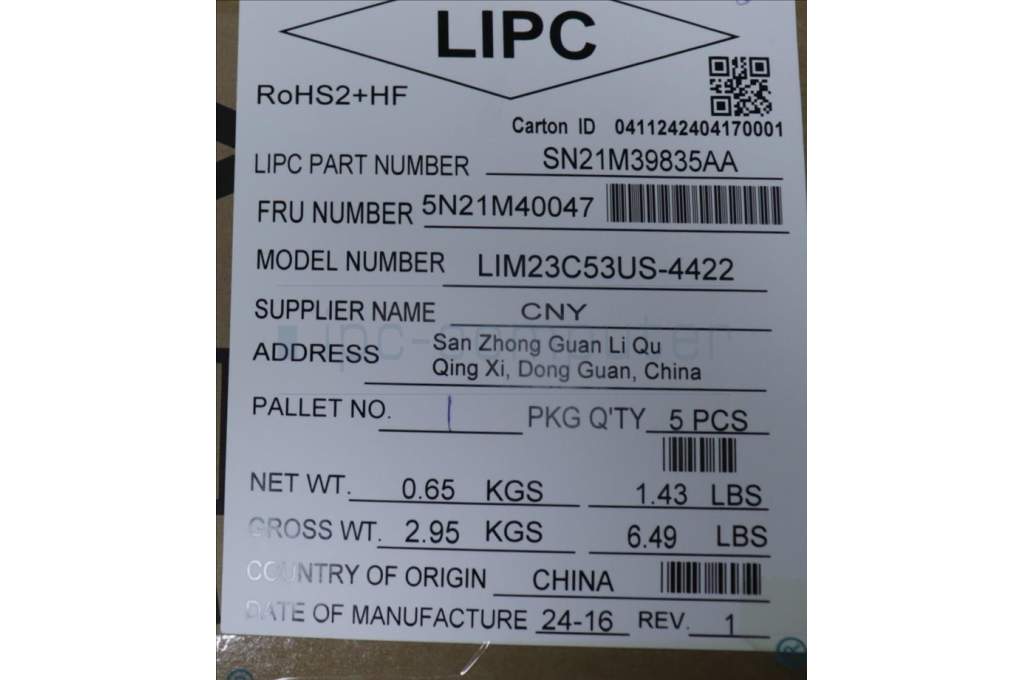 LIPC
RoHS2+HF
Carton ID 0411242404170001
LIPC PART NUMBER SN21M39835AA
FRU NUMBER 5N21M40047
MODEL NUMBER LIM23C53US-4422
SUPPLIER NAME CNY
ipc-computer
ADDRESS San Zhong Guan Li Qu
Qing Xi, Dong Guan, China
PALLET NO. 1 PKG Q'TY 5 PCS
NET WT. 0.65 KGS 1.43 LBS
GROSS WT. 2.95 KGS 6.49 LBS
COUNTRY OF ORIGIN CHINA
DATE OF MANUFACTURE 24-16 REV. 1